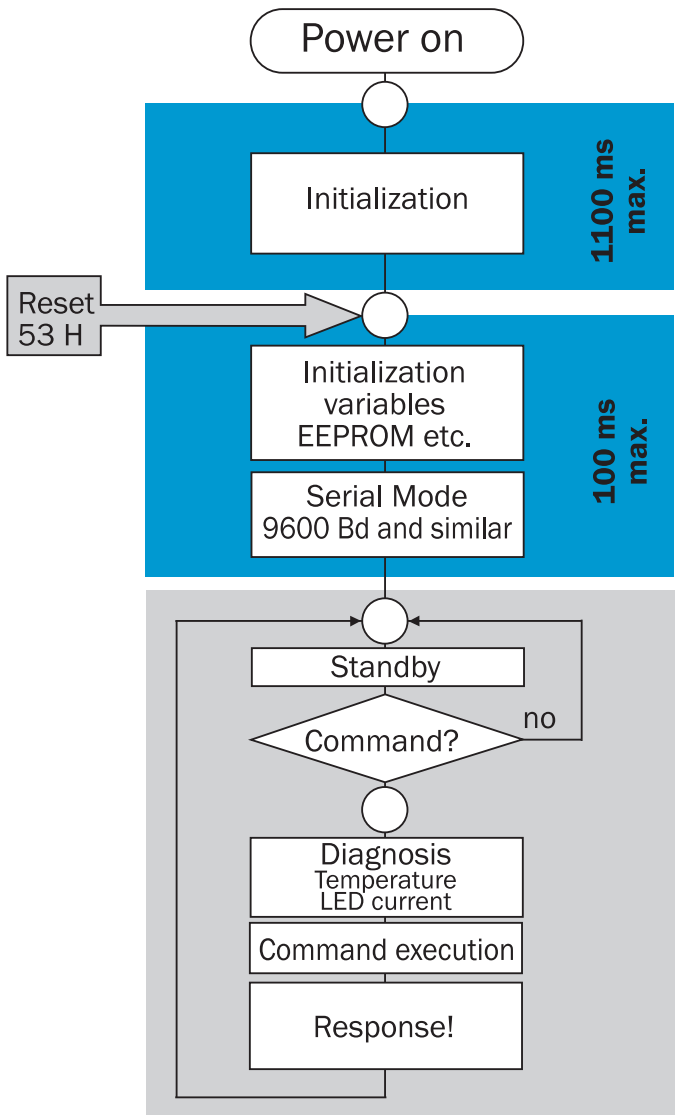 Power on
Initialization
1100 ms
max.
Reset
53 H
Initialization
variables
EEPROM etc.
100 ms
max.
Serial Mode
9600 Bd and similar
Standby
Command?
no
Diagnosis
Temperature
LED current
Command execution
Response!